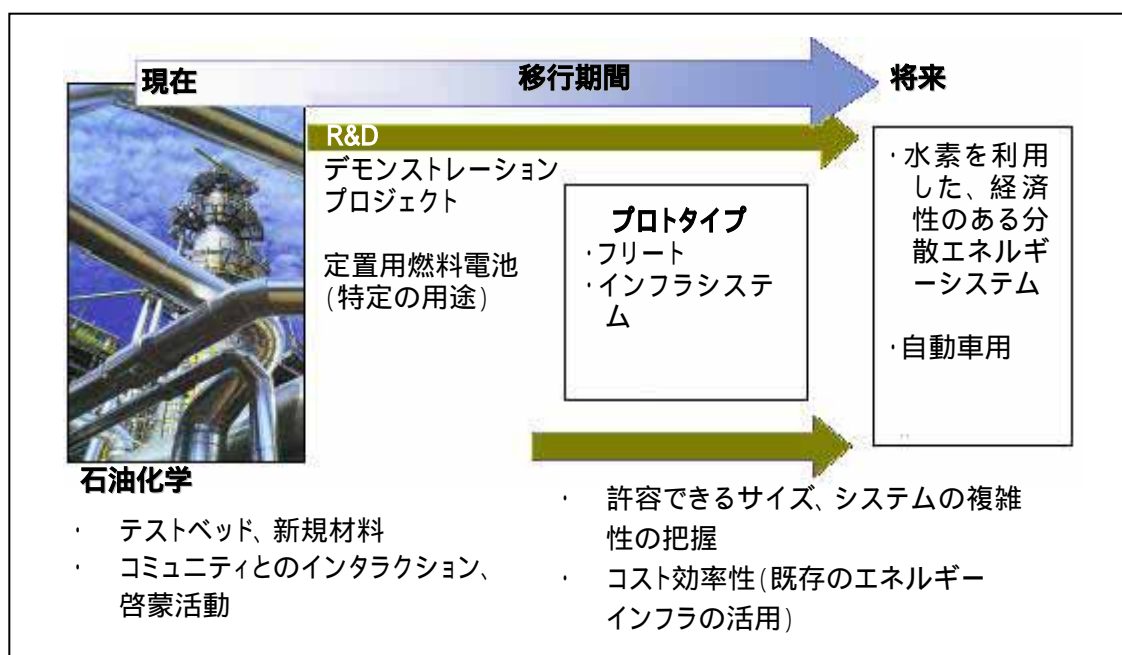 現在
移行期間
将来
R&D
デモンストレーション
プロジェクト
定置用燃料電池
(特定の用途)
プロトタイプ
・フリート
・インフラシステ
ム
・水素を利用
した、経済
性のある分
散エネルギ
ーシステム
・自動車用
石油化学
・ テストベッド、新規材料
・ コミュニティとのインタラクション、
啓蒙活動
・ 許容できるサイズ、システムの複雑
性の把握
・ コスト効率性(既存のエネルギー
インフラの活用)